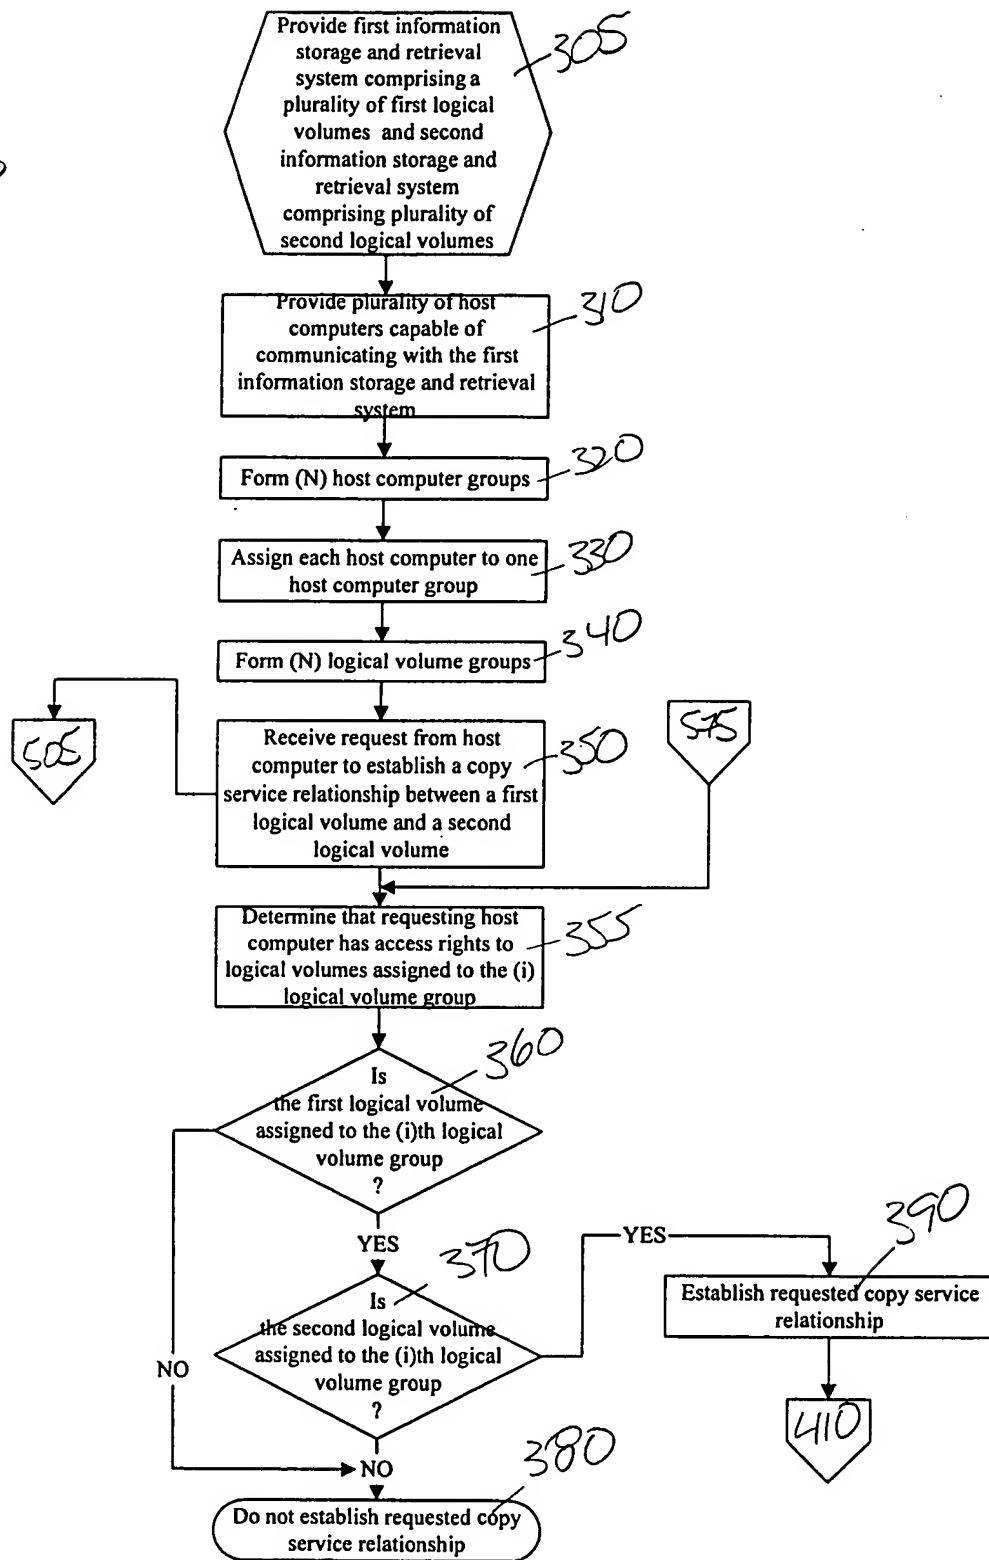 Provide first information
storage and retrieval
system comprising a
plurality of first logical
volumes and second
information storage and
retrieval system
comprising plurality of
second logical volumes
305
Provide plurality of host
computers capable of
communicating with the first
information storage and retrieval
system
310
Form (N) host computer groups
320
Assign each host computer to one
host computer group
330
Form (N) logical volume groups
340
505
Receive request from host
computer to establish a copy
service relationship between a first
logical volume and a second
logical volume
350
575
Determine that requesting host
computer has access rights to
logical volumes assigned to the (i)
logical volume group
355
Is
the first logical volume
assigned to the (i)th logical
volume group
?
360
YES
Is
the second logical volume
assigned to the (i)th logical
volume group
?
370
YES
Establish requested copy service
relationship
390
410
NO
NO
Do not establish requested copy
service relationship
380